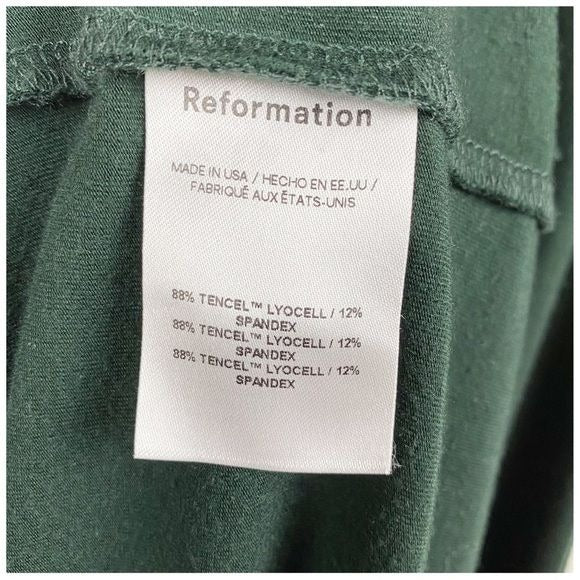 Reformation
MADE IN USA / HECHO EN EE.UU /
FABRIQUÉ AUX ÉTATS-UNIS
88% TENCEL™ LYOCELL / 12%
SPANDEX
88% TENCEL™ LYOCELL / 12%
SPANDEX
88% TENCEL™ LYOCELL / 12%
SPANDEX